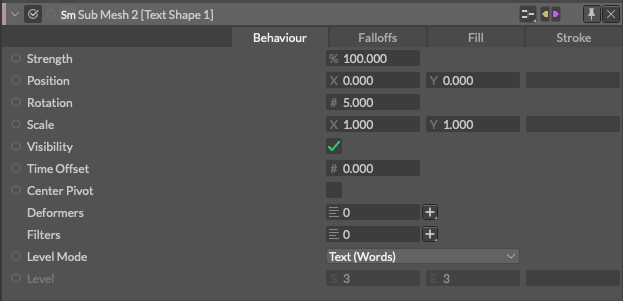 Sm Sub Mesh 2 [Text Shape 1]
Behaviour Falloffs Fill Stroke
Strength % 100.000
Position X 0.000 Y 0.000
Rotation # 5.000
Scale X 1.000 Y 1.000
Visibility
Time Offset # 0.000
Center Pivot
Deformers 0 +
Filters 0 +
Level Mode Text (Words)
Level S 3 E 3